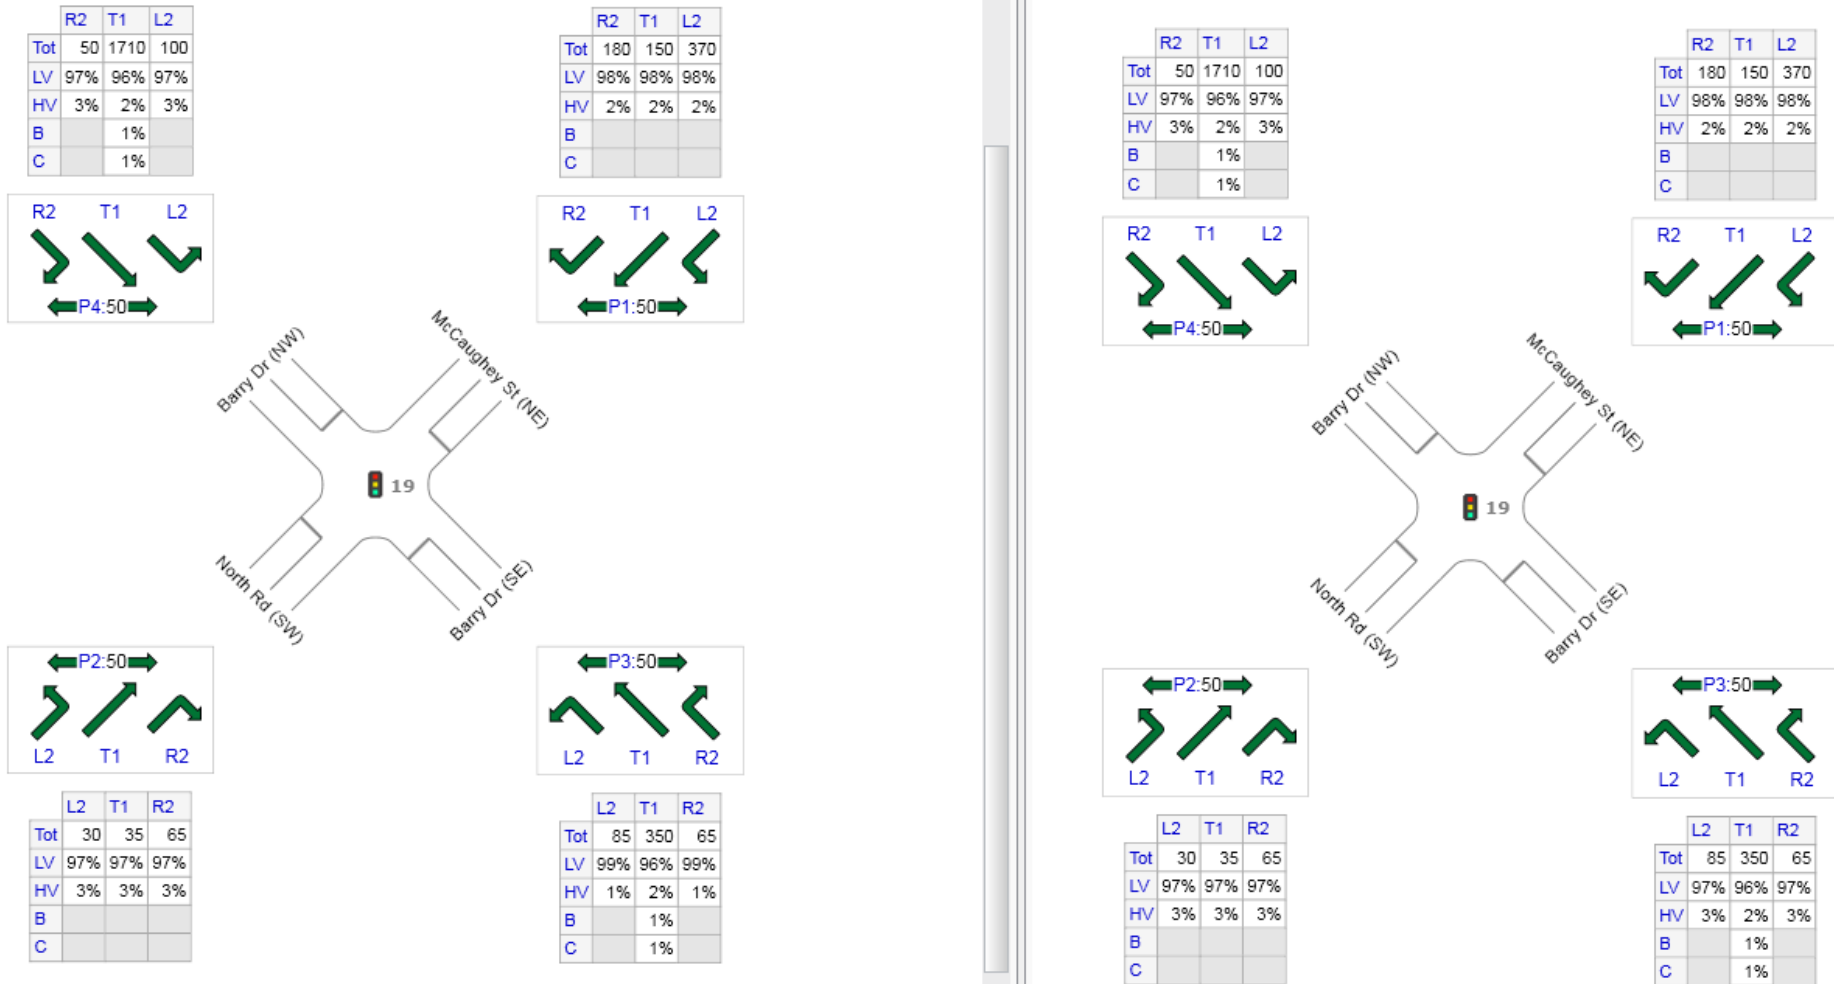 R2 T1 L2
Tot 50 1710 100
LV 97% 96% 97%
HV 3% 2% 3%
B 1%
C 1%
R2 T1 L2
P4:50
R2 T1 L2
Tot 180 150 370
LV 98% 98% 98%
HV 2% 2% 2%
B
C
R2 T1 L2
P1:50
Barry Dr (NW)
McCaughey St (NE)
19
North Rd (SW)
Barry Dr (SE)
P2:50
L2 T1 R2
L2 T1 R2
Tot 30 35 65
LV 97% 97% 97%
HV 3% 3% 3%
B
C
P3:50
L2 T1 R2
L2 T1 R2
Tot 85 350 65
LV 99% 96% 99%
HV 1% 2% 1%
B 1%
C 1%
R2 T1 L2
Tot 50 1710 100
LV 97% 96% 97%
HV 3% 2% 3%
B 1%
C 1%
R2 T1 L2
P4:50
R2 T1 L2
Tot 180 150 370
LV 98% 98% 98%
HV 2% 2% 2%
B
C
R2 T1 L2
P1:50
Barry Dr (NW)
McCaughey St (NE)
19
North Rd (SW)
Barry Dr (SE)
P2:50
L2 T1 R2
L2 T1 R2
Tot 30 35 65
LV 97% 97% 97%
HV 3% 3% 3%
B
C
P3:50
L2 T1 R2
L2 T1 R2
Tot 85 350 65
LV 97% 96% 97%
HV 3% 2% 3%
B 1%
C 1%